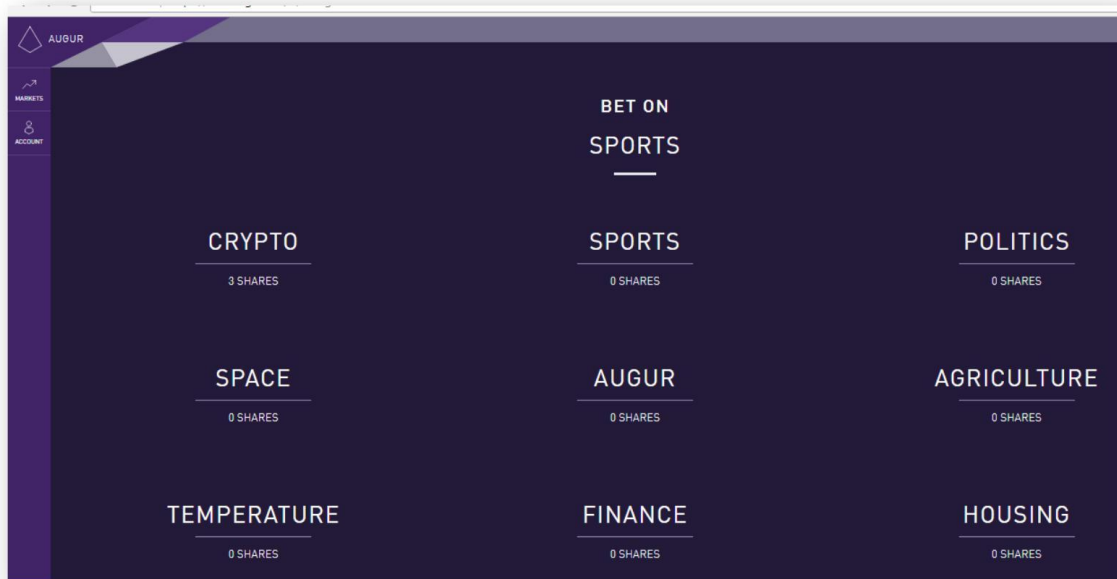 AUGUR
MARKETS
ACCOUNT
BET ON
SPORTS
CRYPTO
3 SHARES
SPORTS
0 SHARES
POLITICS
0 SHARES
SPACE
0 SHARES
AUGUR
0 SHARES
AGRICULTURE
0 SHARES
TEMPERATURE
0 SHARES
FINANCE
0 SHARES
HOUSING
0 SHARES